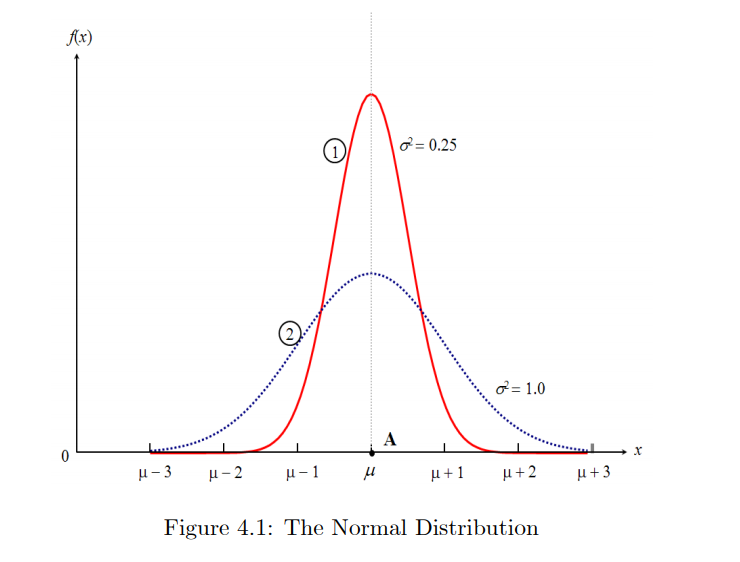 f(x)
1
σ²= 0.25
2
σ²= 1.0
A
0
x
μ−3 μ−2 μ−1 μ μ+1 μ+2 μ+3
Figure 4.1: The Normal Distribution